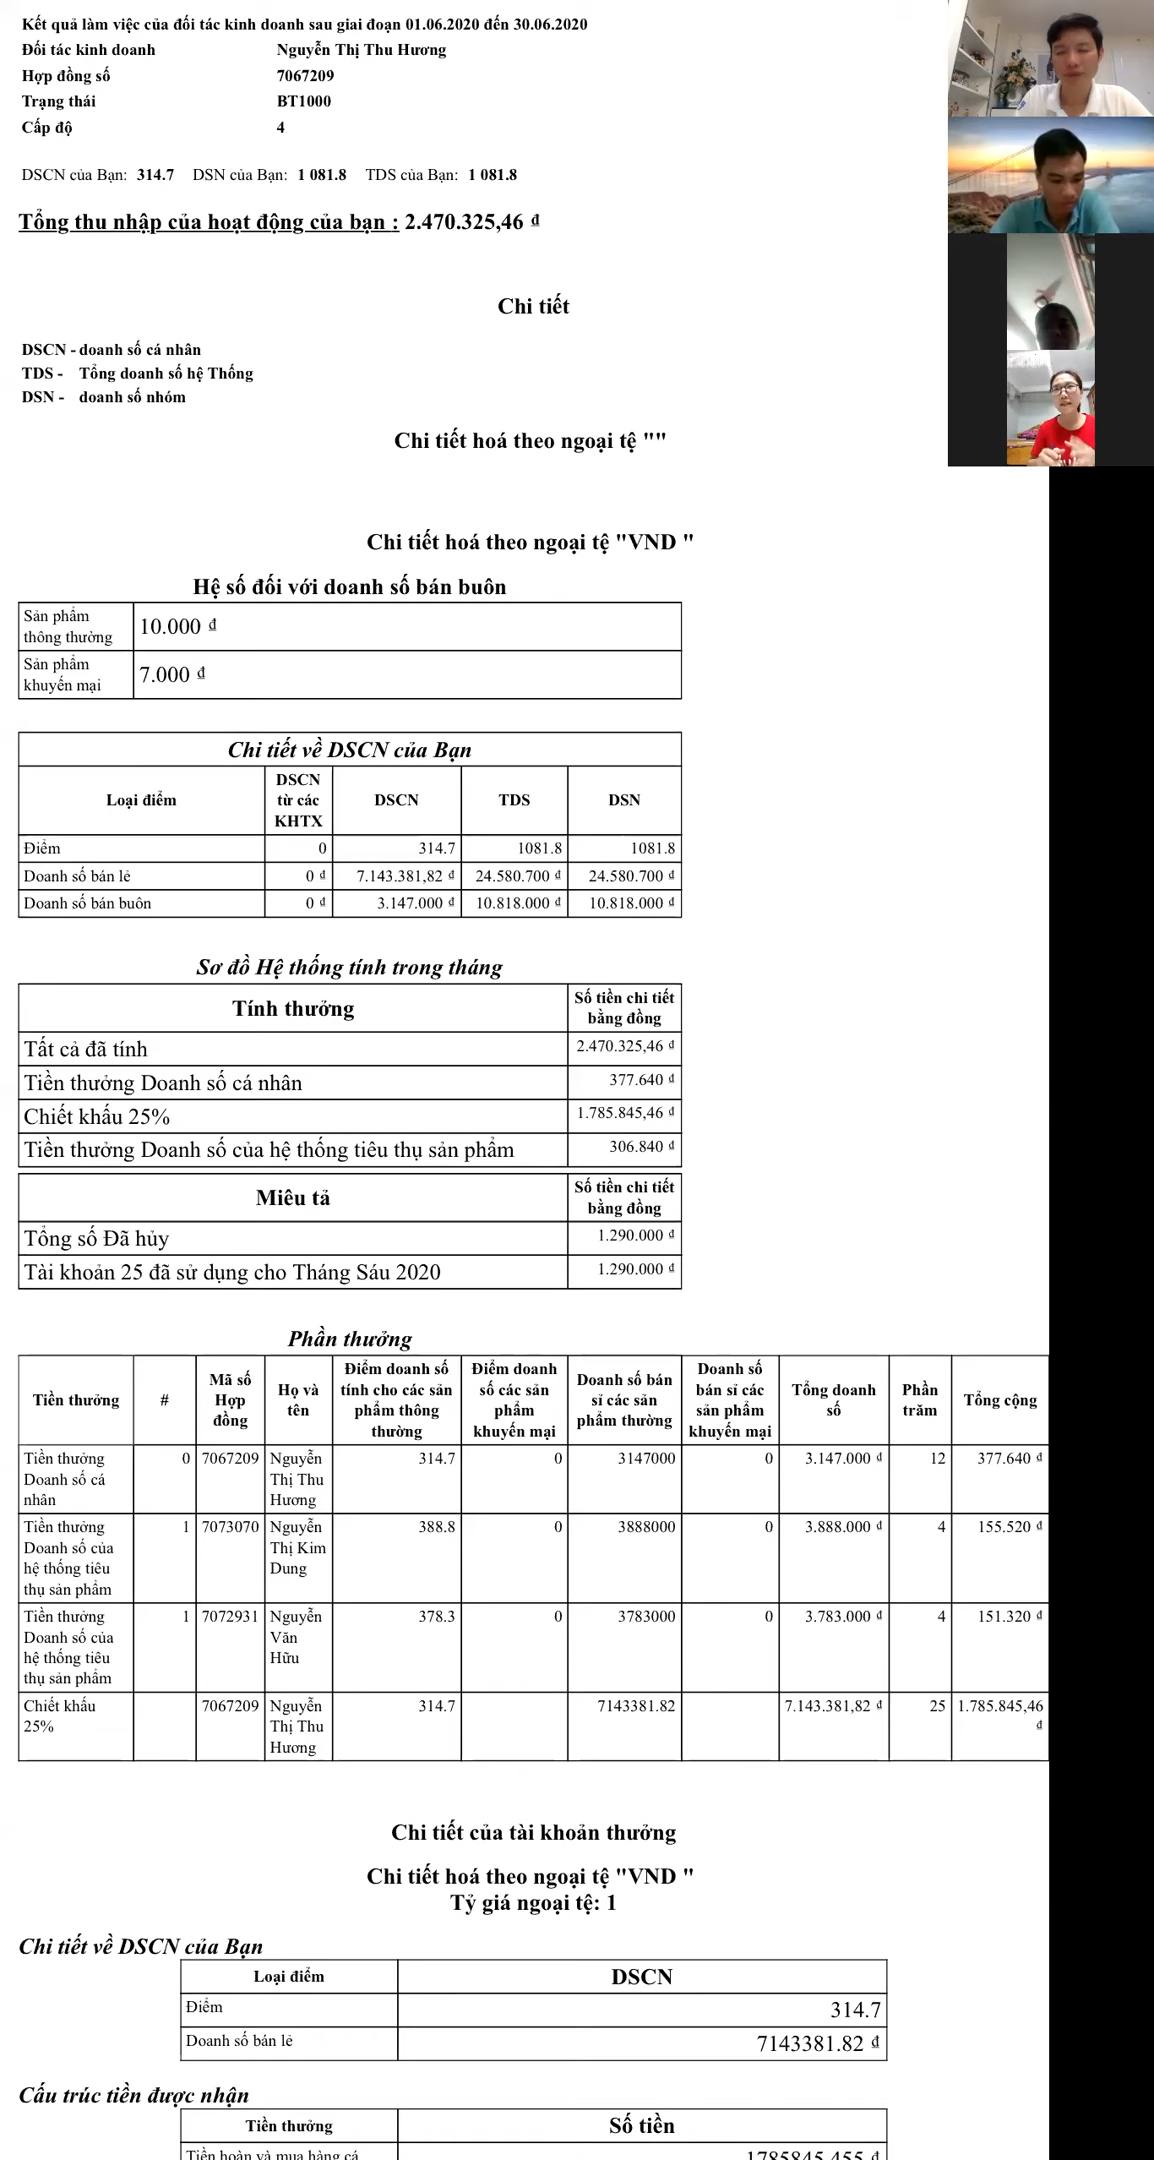 Kết quả làm việc của đối tác kinh doanh sau giai đoạn 01.06.2020 đến 30.06.2020
Đối tác kinh doanh Nguyễn Thị Thu Hương
Hợp đồng số 7067209
Trạng thái BT1000
Cấp độ 4
DSCN của Bạn: 314.7 DSN của Bạn: 1 081.8 TDS của Bạn: 1 081.8
Tổng thu nhập của hoạt động của bạn : 2.470.325,46 đ
Chi tiết
DSCN - doanh số cá nhân
TDS - Tổng doanh số hệ Thống
DSN - doanh số nhóm
Chi tiết hoá theo ngoại tệ ""
Chi tiết hoá theo ngoại tệ "VND "
Hệ số đối với doanh số bán buôn
Sản phẩm thông thường 10.000 đ
Sản phẩm khuyến mại 7.000 đ
Chi tiết về DSCN của Bạn
Loại điểm DSCN từ các KHTX DSCN TDS DSN
Điểm 0 314.7 1081.8 1081.8
Doanh số bán lẻ 0 đ 7.143.381,82 đ 24.580.700 đ 24.580.700 đ
Doanh số bán buôn 0 đ 3.147.000 đ 10.818.000 đ 10.818.000 đ
Sơ đồ Hệ thống tính trong tháng
Tính thưởng Số tiền chi tiết bằng đồng
Tất cả đã tính 2.470.325,46 đ
Tiền thưởng Doanh số cá nhân 377.640 đ
Chiết khấu 25% 1.785.845,46 đ
Tiền thưởng Doanh số của hệ thống tiêu thụ sản phẩm 306.840 đ
Miêu tả Số tiền chi tiết bằng đồng
Tổng số Đã hủy 1.290.000 đ
Tài khoản 25 đã sử dụng cho Tháng Sáu 2020 1.290.000 đ
Phần thưởng
Tiền thưởng # Mã số Hợp đồng Họ và tên Điểm doanh số tính cho các sản phẩm thông thường Điểm doanh số các sản phẩm khuyến mại Doanh số bán sỉ các sản phẩm thường Doanh số bán sỉ các sản phẩm khuyến mại Tổng doanh số Phần trăm Tổng cộng
Tiền thưởng Doanh số cá nhân 0 7067209 Nguyễn Thị Thu Hương 314.7 0 3147000 0 3.147.000 đ 12 377.640 đ
Tiền thưởng Doanh số của hệ thống tiêu thụ sản phẩm 1 7073070 Nguyễn Thị Kim Dung 388.8 0 3888000 0 3.888.000 đ 4 155.520 đ
Tiền thưởng Doanh số của hệ thống tiêu thụ sản phẩm 1 7072931 Nguyễn Văn Hữu 378.3 0 3783000 0 3.783.000 đ 4 151.320 đ
Chiết khấu 25% 7067209 Nguyễn Thị Thu Hương 314.7 7143381.82 7.143.381,82 đ 25 1.785.845,46 đ
Chi tiết của tài khoản thưởng
Chi tiết hoá theo ngoại tệ "VND "
Tỷ giá ngoại tệ: 1
Chi tiết về DSCN của Bạn
Loại điểm DSCN
Điểm 314.7
Doanh số bán lẻ 7143381.82 đ
Cấu trúc tiền được nhận
Tiền thưởng Số tiền
Tiền hoàn và mua hàng cá 1785845.455 đ